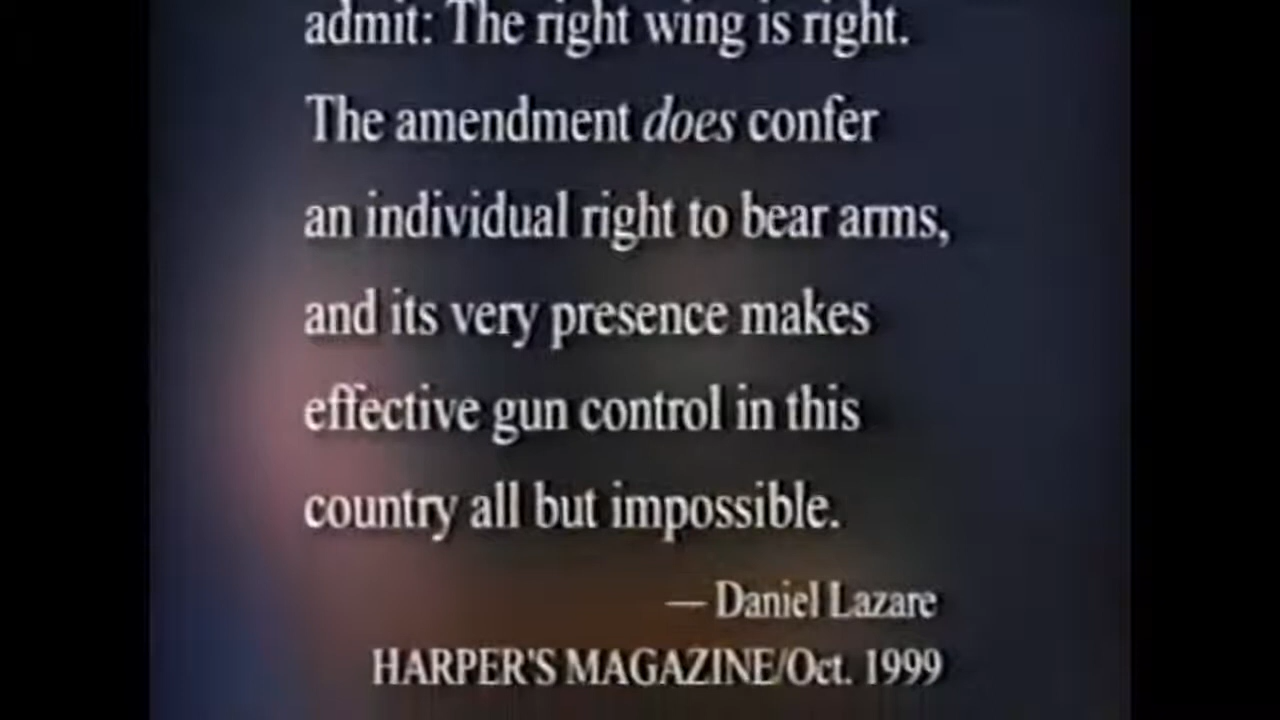 admit: The right wing is right.
The amendment does confer
an individual right to bear arms,
and its very presence makes
effective gun control in this
country all but impossible.
— Daniel Lazare
HARPER'S MAGAZINE/Oct. 1999